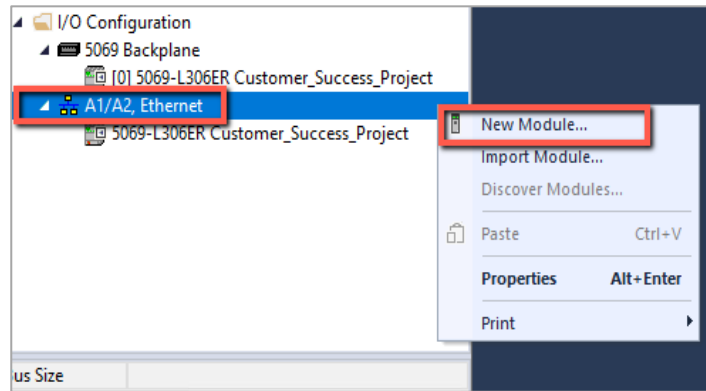 I/O Configuration
5069 Backplane
[0] 5069-L306ER Customer_Success_Project
A1/A2, Ethernet
5069-L306ER Customer_Success_Project
New Module...
Import Module...
Discover Modules...
Paste Ctrl+V
Properties Alt+Enter
Print
us Size